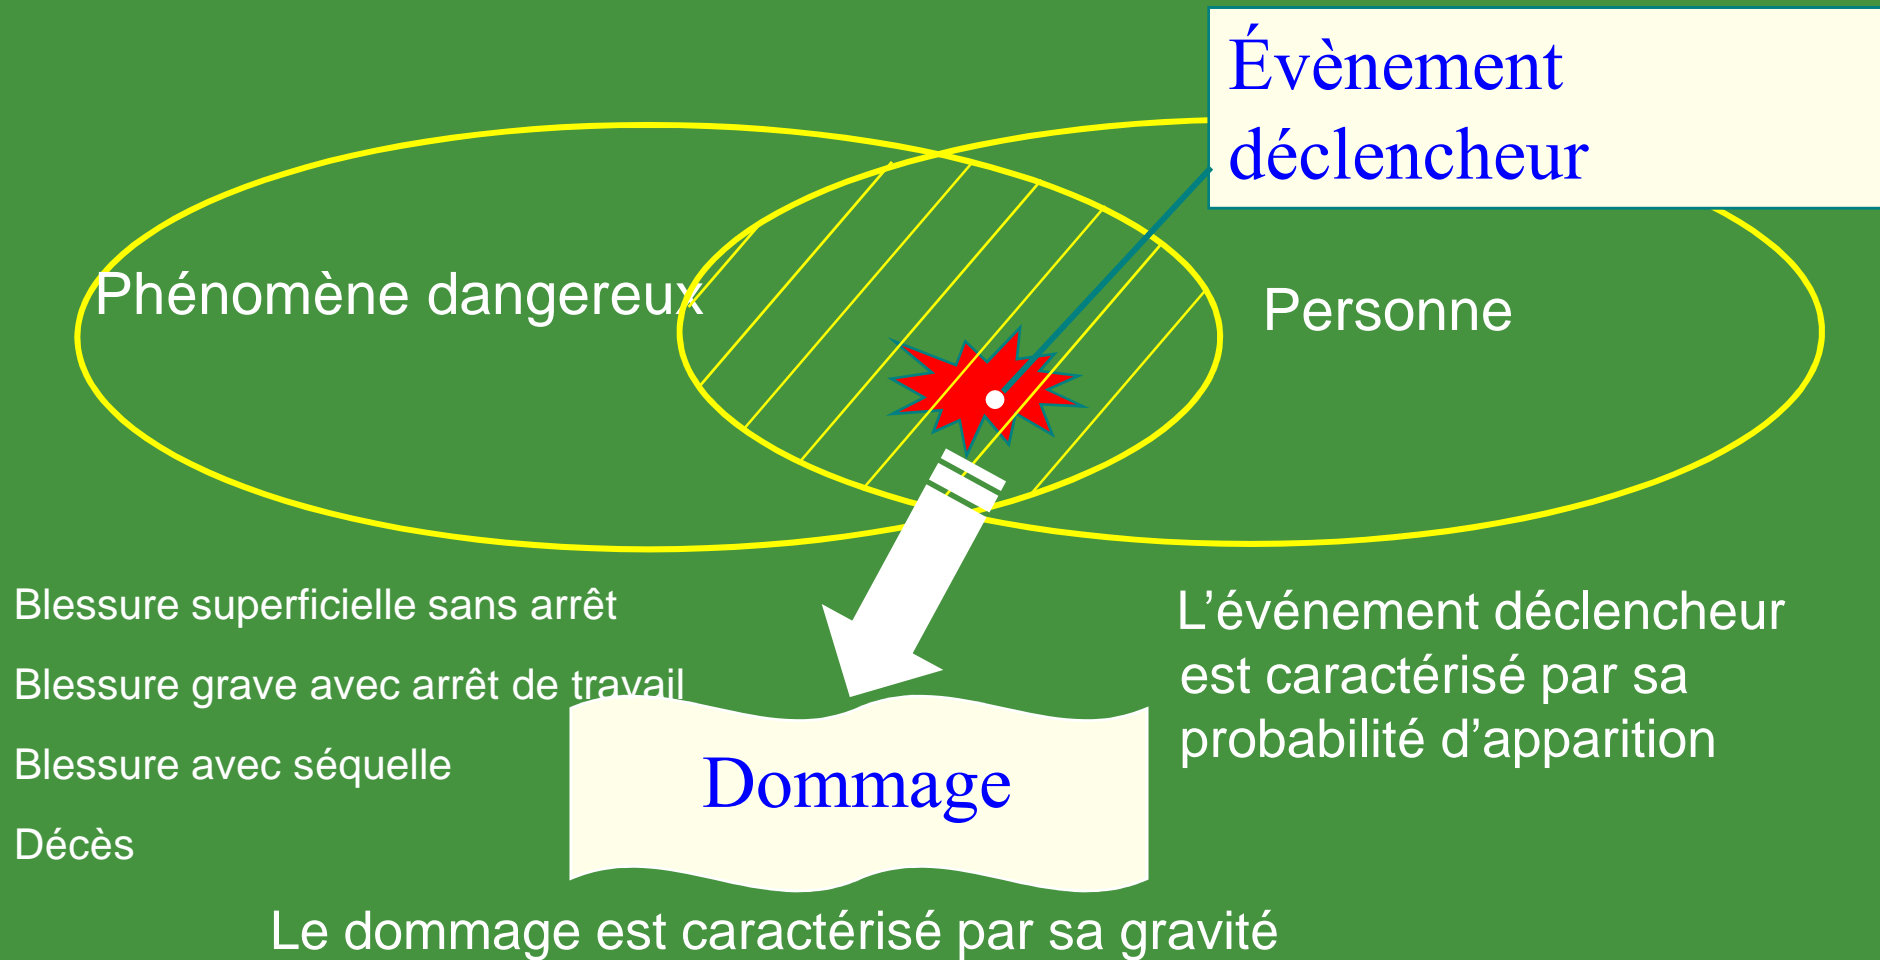 Évènement
déclencheur
Phénomène dangereux
Personne
Blessure superficielle sans arrêt
Blessure grave avec arrêt de travail
Blessure avec séquelle
Décès
L’événement déclencheur
est caractérisé par sa
probabilité d’apparition
Dommage
Le dommage est caractérisé par sa gravité